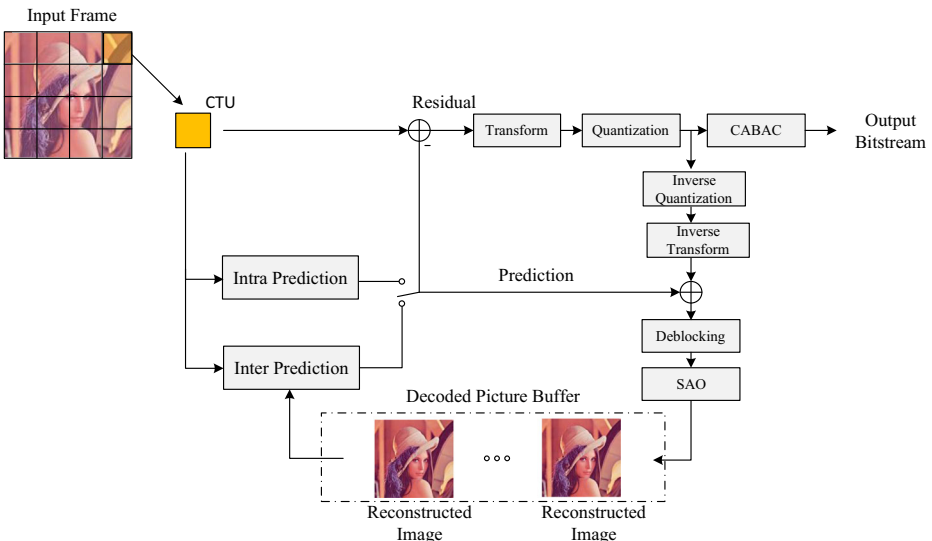 Input Frame
CTU
Residual
Transform
Quantization
CABAC
Output
Bitstream
Inverse
Quantization
Inverse
Transform
Intra Prediction
Prediction
Deblocking
Inter Prediction
SAO
Decoded Picture Buffer
Reconstructed
Image
Reconstructed
Image